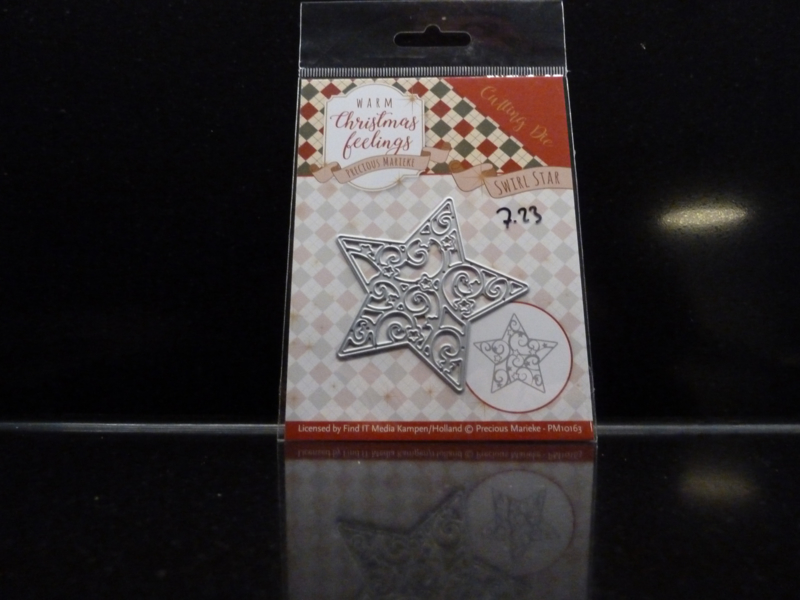 WARM
Christmas
feelings
PRECIOUS MARIEKE
Cutting Die
SWIRL STAR
7.23
Licensed by Find IT Media Kampen/Holland © Precious Marieke - PM10163